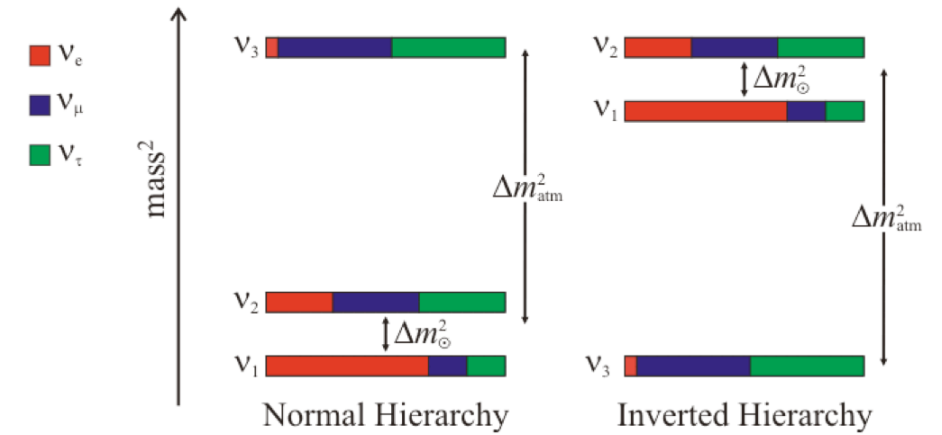 νe
νμ
ντ
mass²
ν₃
Δm²atm
ν₂
Δm²⊙
ν₁
Normal Hierarchy
ν₂
Δm²⊙
ν₁
Δm²atm
ν₃
Inverted Hierarchy